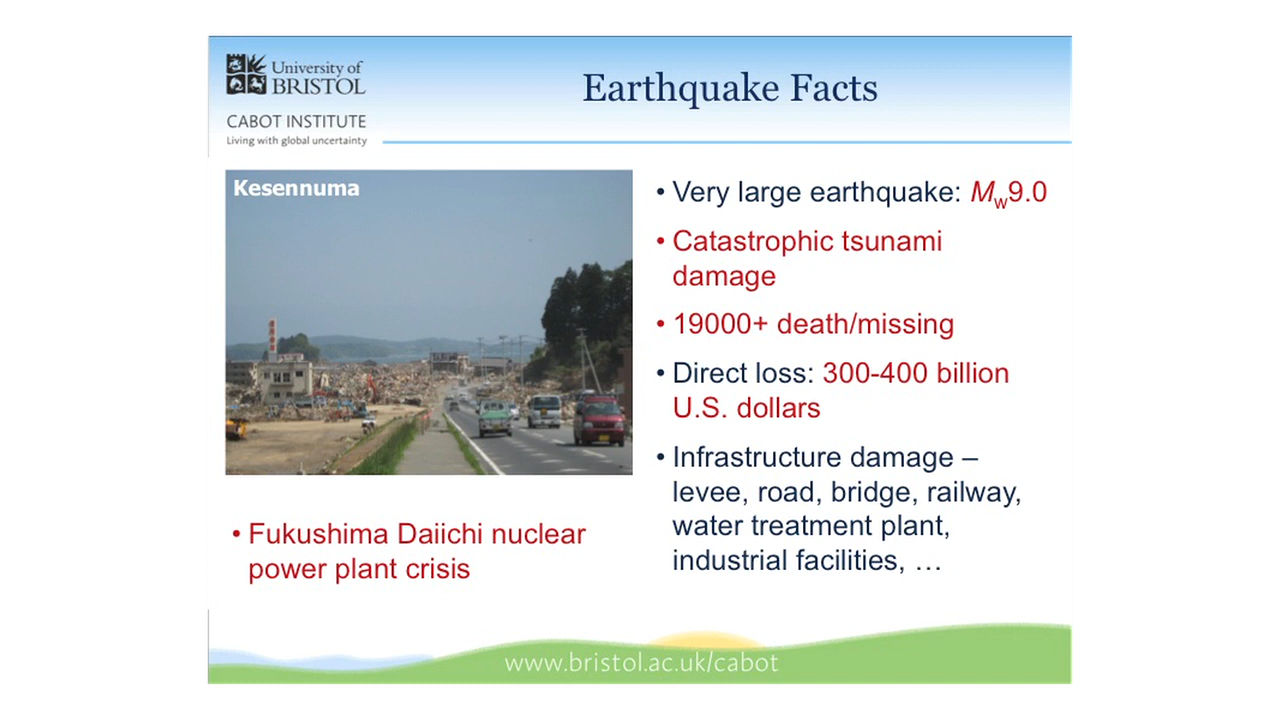 University of
BRISTOL
CABOT INSTITUTE
Living with global uncertainty
Earthquake Facts
Kesennuma
• Fukushima Daiichi nuclear
power plant crisis
• Very large earthquake: Mw9.0
• Catastrophic tsunami
damage
• 19000+ death/missing
• Direct loss: 300-400 billion
U.S. dollars
• Infrastructure damage –
levee, road, bridge, railway,
water treatment plant,
industrial facilities, …
www.bristol.ac.uk/cabot